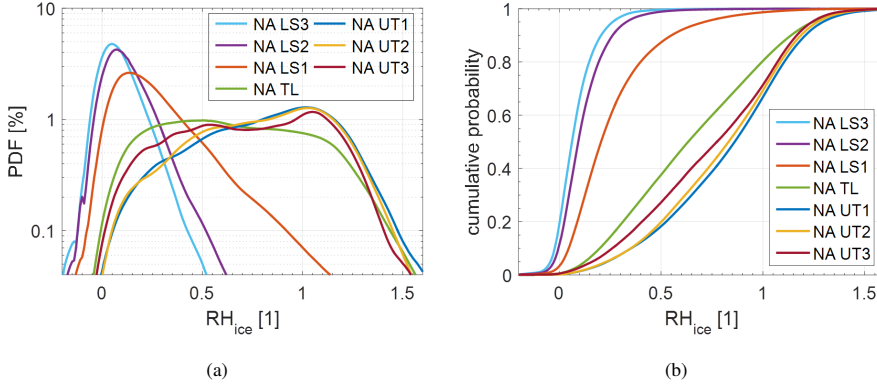 10
1
0.1
PDF [%]
NA LS3
NA LS2
NA LS1
NA TL
NA UT1
NA UT2
NA UT3
0
0.5
1
1.5
RH_ice [1]
(a)
1
0.8
0.6
0.4
0.2
0
cumulative probability
NA LS3
NA LS2
NA LS1
NA TL
NA UT1
NA UT2
NA UT3
0
0.5
1
1.5
RH_ice [1]
(b)